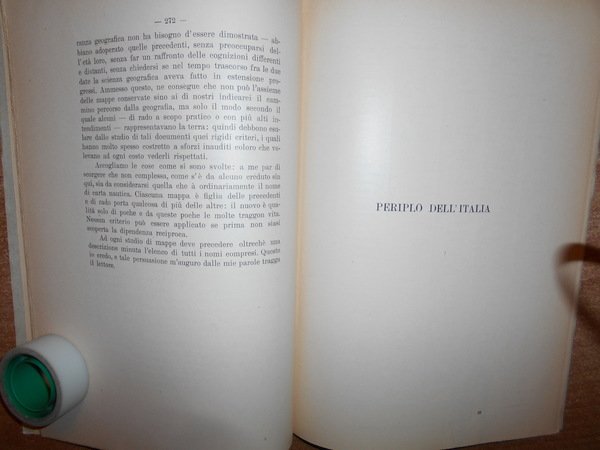 — 272 —
ranza geografica non ha bisogno d'essere dimostrata — ab-
biano adoperato quelle precedenti, senza preoccuparsi del-
l'età loro, senza far un raffronto delle cognizioni differenti
e distanti, senza chiedersi se nel tempo trascorso fra le due
date la scienza geografica aveva fatto in estensione pro-
gressi. Ammesso questo, ne consegue che non può l'assieme
delle mappe conservate sino ai dì nostri indicarci il cam-
mino percorso dalla geografia, ma solo il modo secondo il
quale alcuni — di rado a scopo pratico o con più alti in-
tendimenti — rappresentavano la terra: quindi debbono esu-
lare dallo studio di tali documenti quei rigidi criteri, i quali
hanno molto spesso costretto a sforzi inauditi coloro che vo-
levano ad ogni costo vederli rispettati.
Accogliamo le cose come si sono svolte: a me par di
scorgere che non complessa, come s'è da alcuno creduto sin
quì, sia da considerarsi quella che à ordinariamente il nome
di carta nautica. Ciascuna mappa è figlia delle precedenti
e di rado porta qualcosa di più delle altre: il nuovo è qua-
lità solo di poche e da queste poche le molte traggon vita.
Nessun criterio può essere applicato se prima non siasi
scoperta la dipendenza reciproca.
Ad ogni studio di mappe deve precedere oltrechè una
descrizione minuta l'elenco di tutti i nomi compresi. Questo
io credo, e tale persuasione m'auguro dalle mie parole tragga
il lettore.
PERIPLO DELL'ITALIA